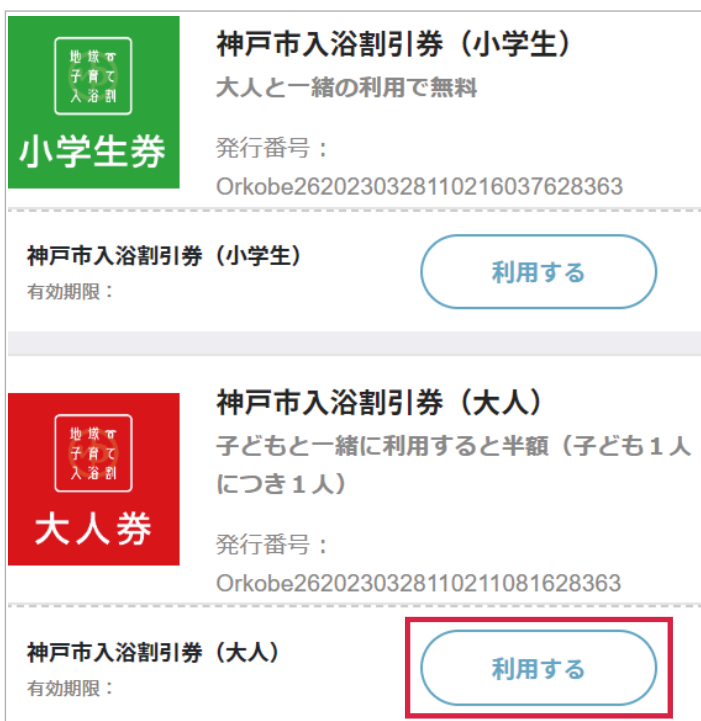 地域で
子育て
入浴割
小学生券
神戸市入浴割引券（小学生）
大人と一緒の利用で無料
発行番号：
Orkobe26202303281102160376283​63
神戸市入浴割引券（小学生）
有効期限：
利用する
地域で
子育て
入浴割
大人券
神戸市入浴割引券（大人）
子どもと一緒に利用すると半額（子ども１人
につき１人）
発行番号：
Orkobe26202303281102110816283​63
神戸市入浴割引券（大人）
有効期限：
利用する